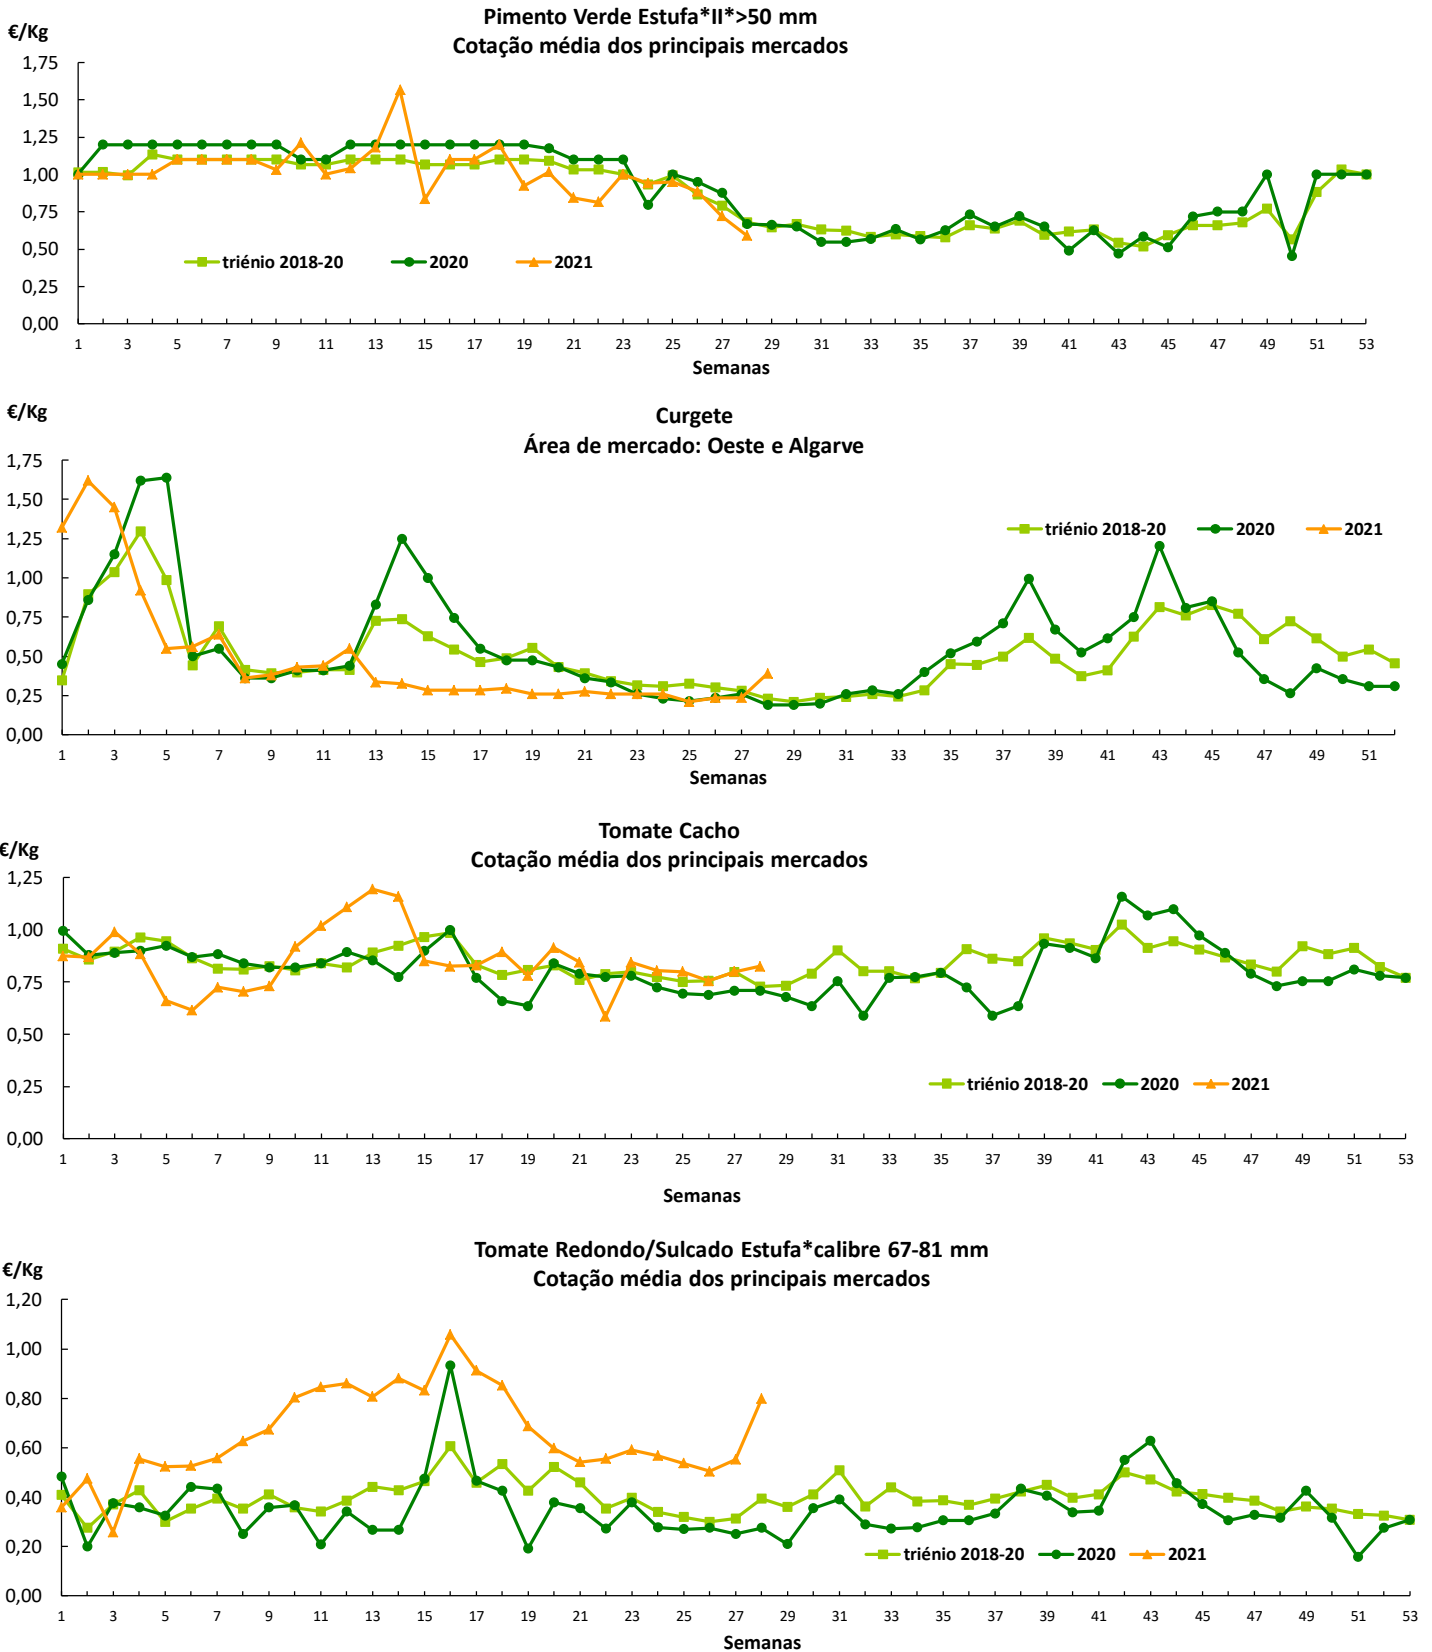 Pimento Verde Estufa*II*>50 mm
€/Kg
Cotação média dos principais mercados
1,75
1,50
1,25
1,00
0,75
0,50
0,25
0,00
triénio 2018-20 2020 2021
1 3 5 7 9 11 13 15 17 19 21 23 25 27 29 31 33 35 37 39 41 43 45 47 49 51 53
Semanas
€/Kg
Curgete
Área de mercado: Oeste e Algarve
1,75
1,50
1,25
1,00
0,75
0,50
0,25
0,00
triénio 2018-20 2020 2021
1 3 5 7 9 11 13 15 17 19 21 23 25 27 29 31 33 35 37 39 41 43 45 47 49 51
Semanas
Tomate Cacho
€/Kg
Cotação média dos principais mercados
1,25
1,00
0,75
0,50
0,25
0,00
triénio 2018-20 2020 2021
1 3 5 7 9 11 13 15 17 19 21 23 25 27 29 31 33 35 37 39 41 43 45 47 49 51 53
Semanas
Tomate Redondo/Sulcado Estufa*calibre 67-81 mm
€/Kg
Cotação média dos principais mercados
1,20
1,00
0,80
0,60
0,40
0,20
0,00
triénio 2018-20 2020 2021
1 3 5 7 9 11 13 15 17 19 21 23 25 27 29 31 33 35 37 39 41 43 45 47 49 51 53
Semanas